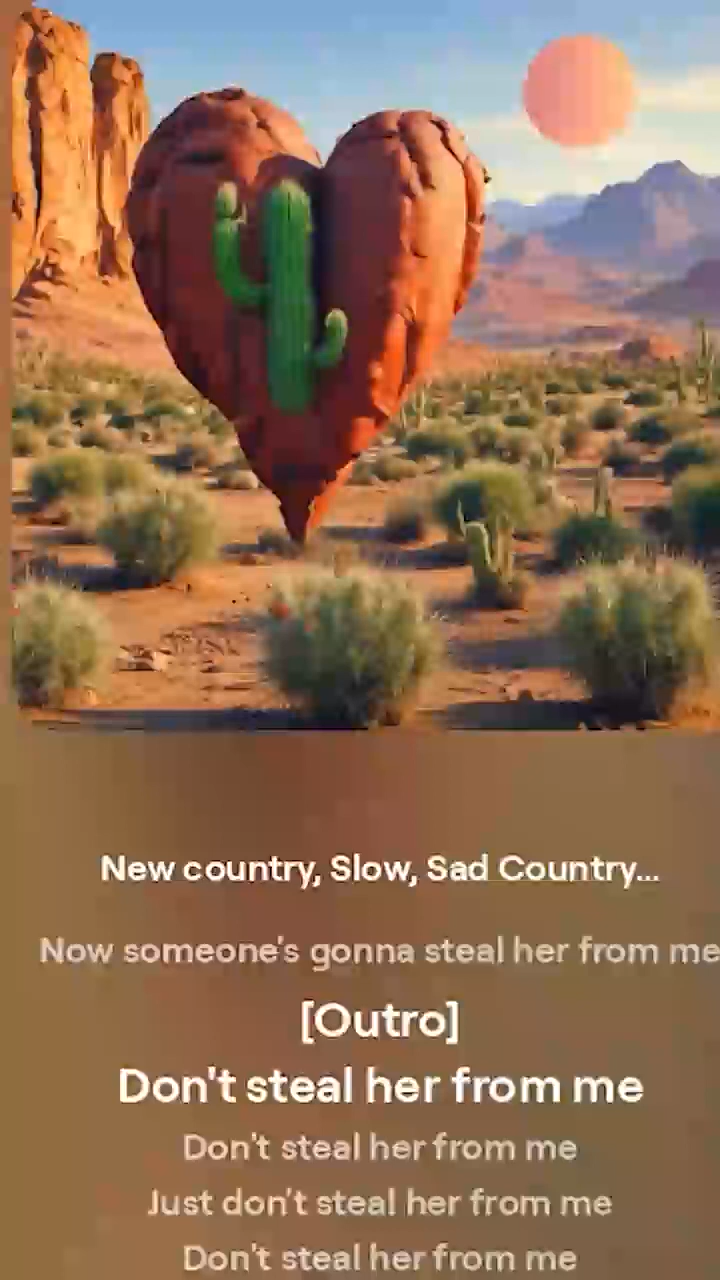 New country, Slow, Sad Country...
Now someone's gonna steal her from me
[Outro]
Don't steal her from me
Don't steal her from me
Just don't steal her from me
Don't steal her from me